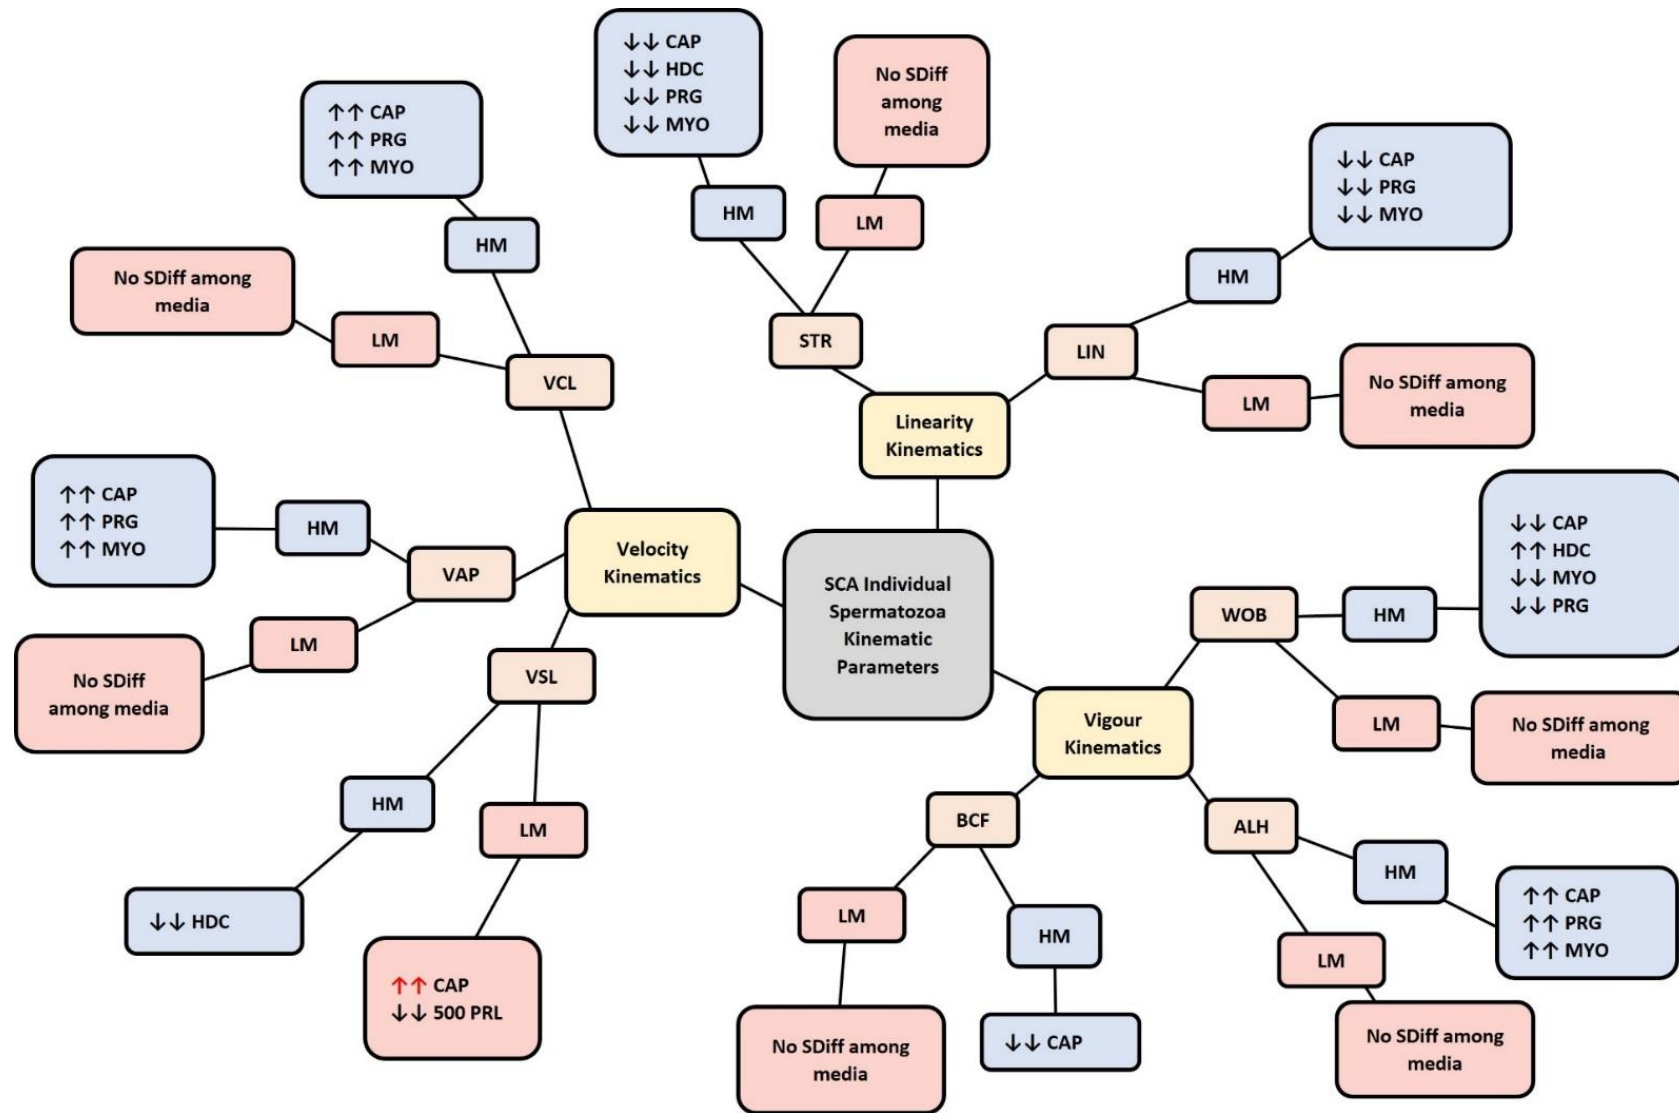 SCA Individual
Spermatozoa
Kinematic
Parameters
Velocity
Kinematics
VCL
HM
↑↑ CAP
↑↑ PRG
↑↑ MYO
LM
No SDiff among
media
VAP
HM
↑↑ CAP
↑↑ PRG
↑↑ MYO
LM
No SDiff
among media
VSL
HM
↓↓ HDC
LM
↑↑ CAP
↓↓ 500 PRL
Linearity
Kinematics
STR
HM
↓↓ CAP
↓↓ HDC
↓↓ PRG
↓↓ MYO
LM
No SDiff
among
media
LIN
HM
↓↓ CAP
↓↓ PRG
↓↓ MYO
LM
No SDiff among
media
Vigour
Kinematics
WOB
HM
↓↓ CAP
↑↑ HDC
↓↓ MYO
↓↓ PRG
LM
No SDiff among
media
ALH
HM
↑↑ CAP
↑↑ PRG
↑↑ MYO
LM
No SDiff among
media
BCF
LM
No SDiff among
media
HM
↓↓ CAP